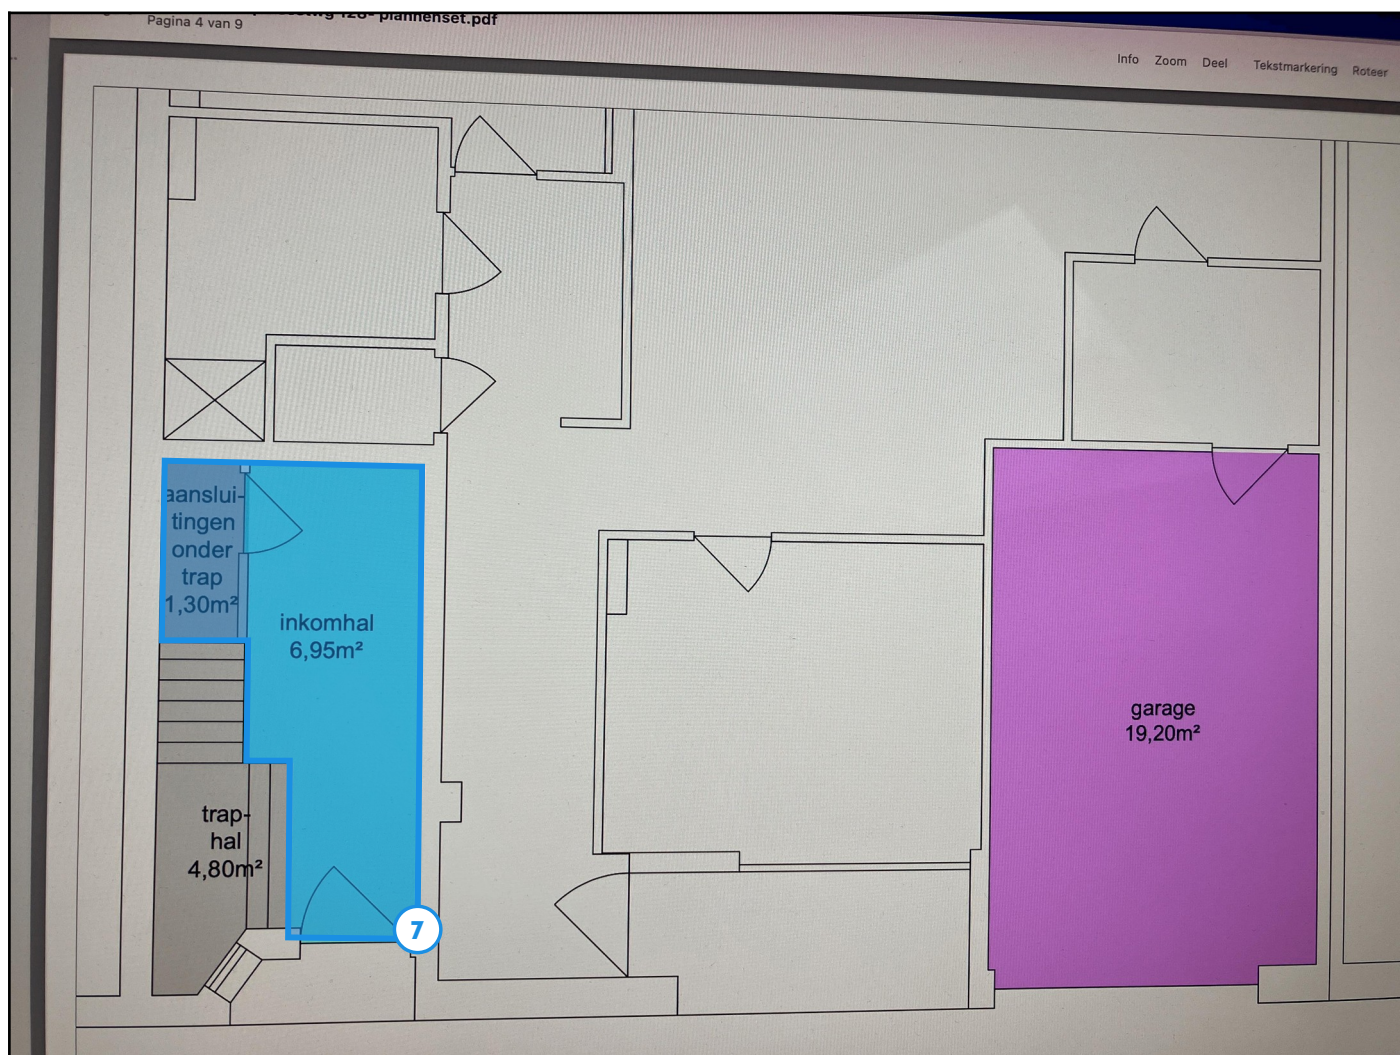 Pagina 4 van 9
plannenset.pdf
Info Zoom Deel Tekstmarkering Roteer
aanslui-
tingen
onder
trap
1,30m²
inkomhal
6,95m²
trap-
hal
4,80m²
7
garage
19,20m²